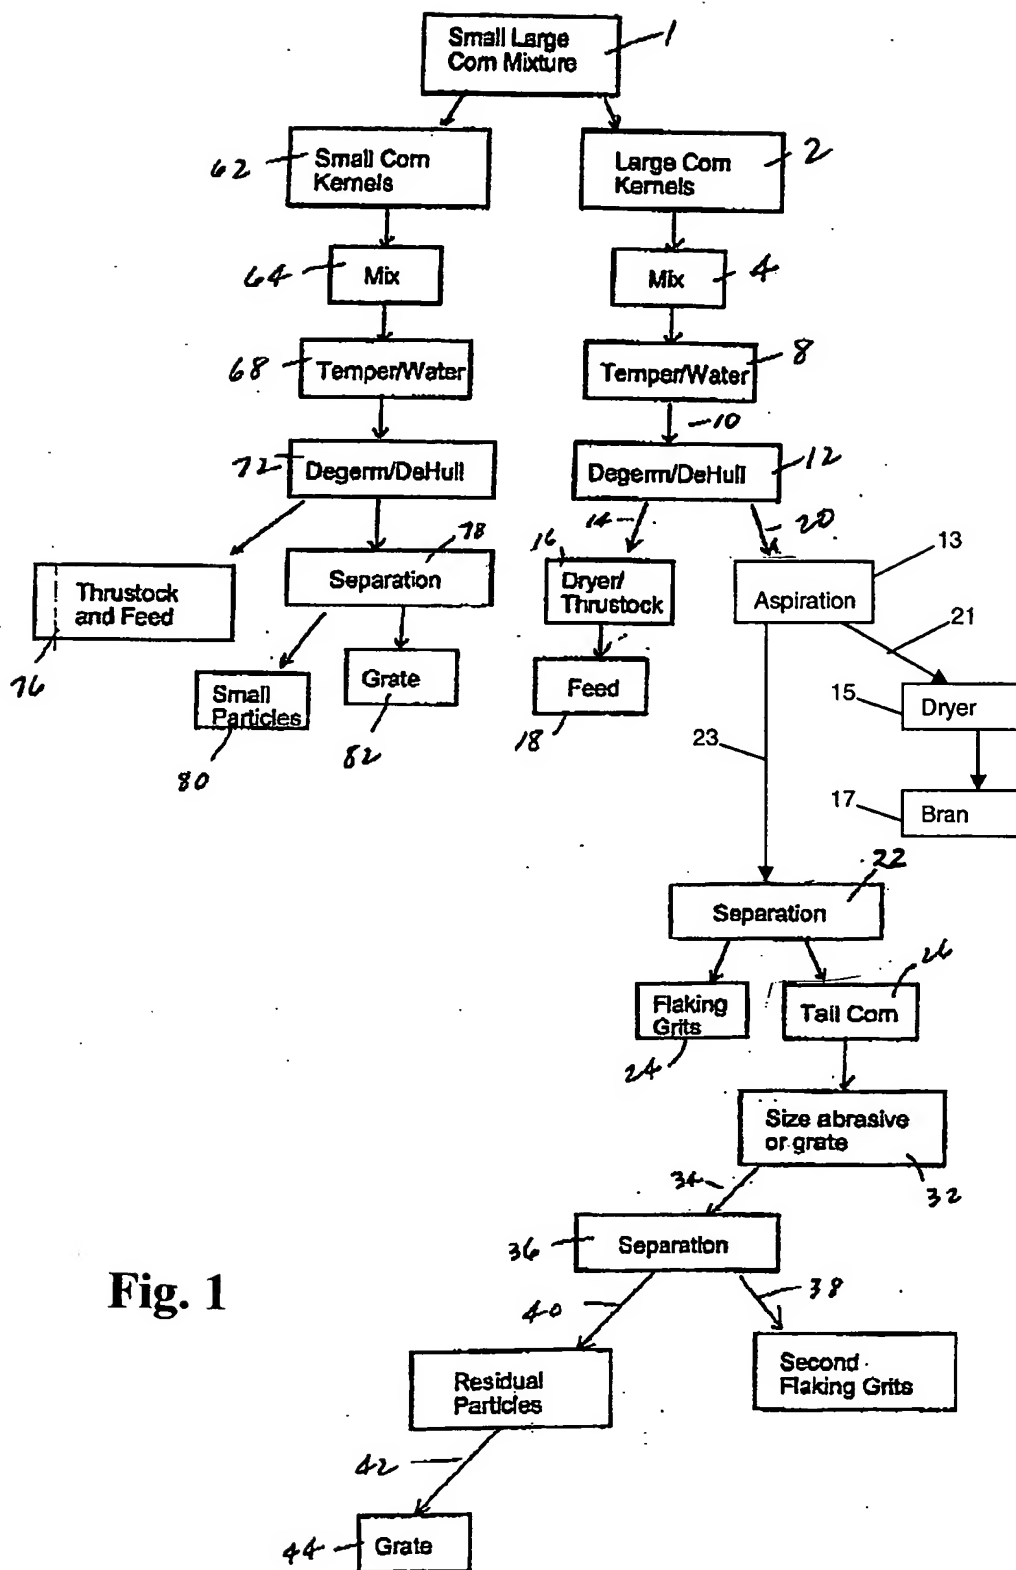 Small Large
Corn Mixture
1
62
Small Corn
Kernels
Large Corn
Kernels
2
64
Mix
Mix
4
68
Temper/Water
Temper/Water
8
10
72
Degerm/DeHull
Degerm/DeHull
12
14
20
78
16
13
Thrustock
and Feed
Separation
Dryer/
Thrustock
Aspiration
21
76
Small
Particles
Grate
Feed
15
Dryer
80
82
18
23
17
Bran
22
Separation
26
Flaking
Grits
Tail Corn
24
Size abrasive
or grate
34
32
36
Separation
Fig. 1
40
38
Residual
Particles
Second
Flaking Grits
42
44
Grate